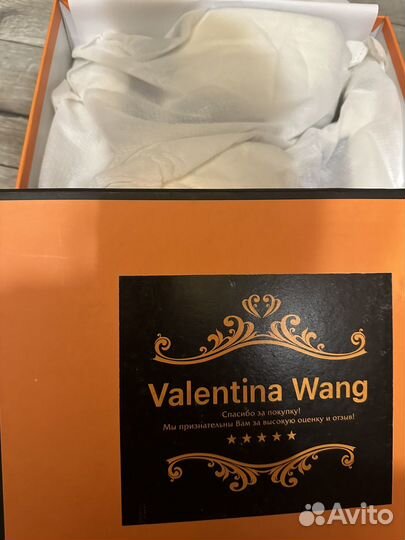 Valentina Wang
Спасибо за покупку!
Мы признательны Вам за высокую оценку и отзыв!
Avito